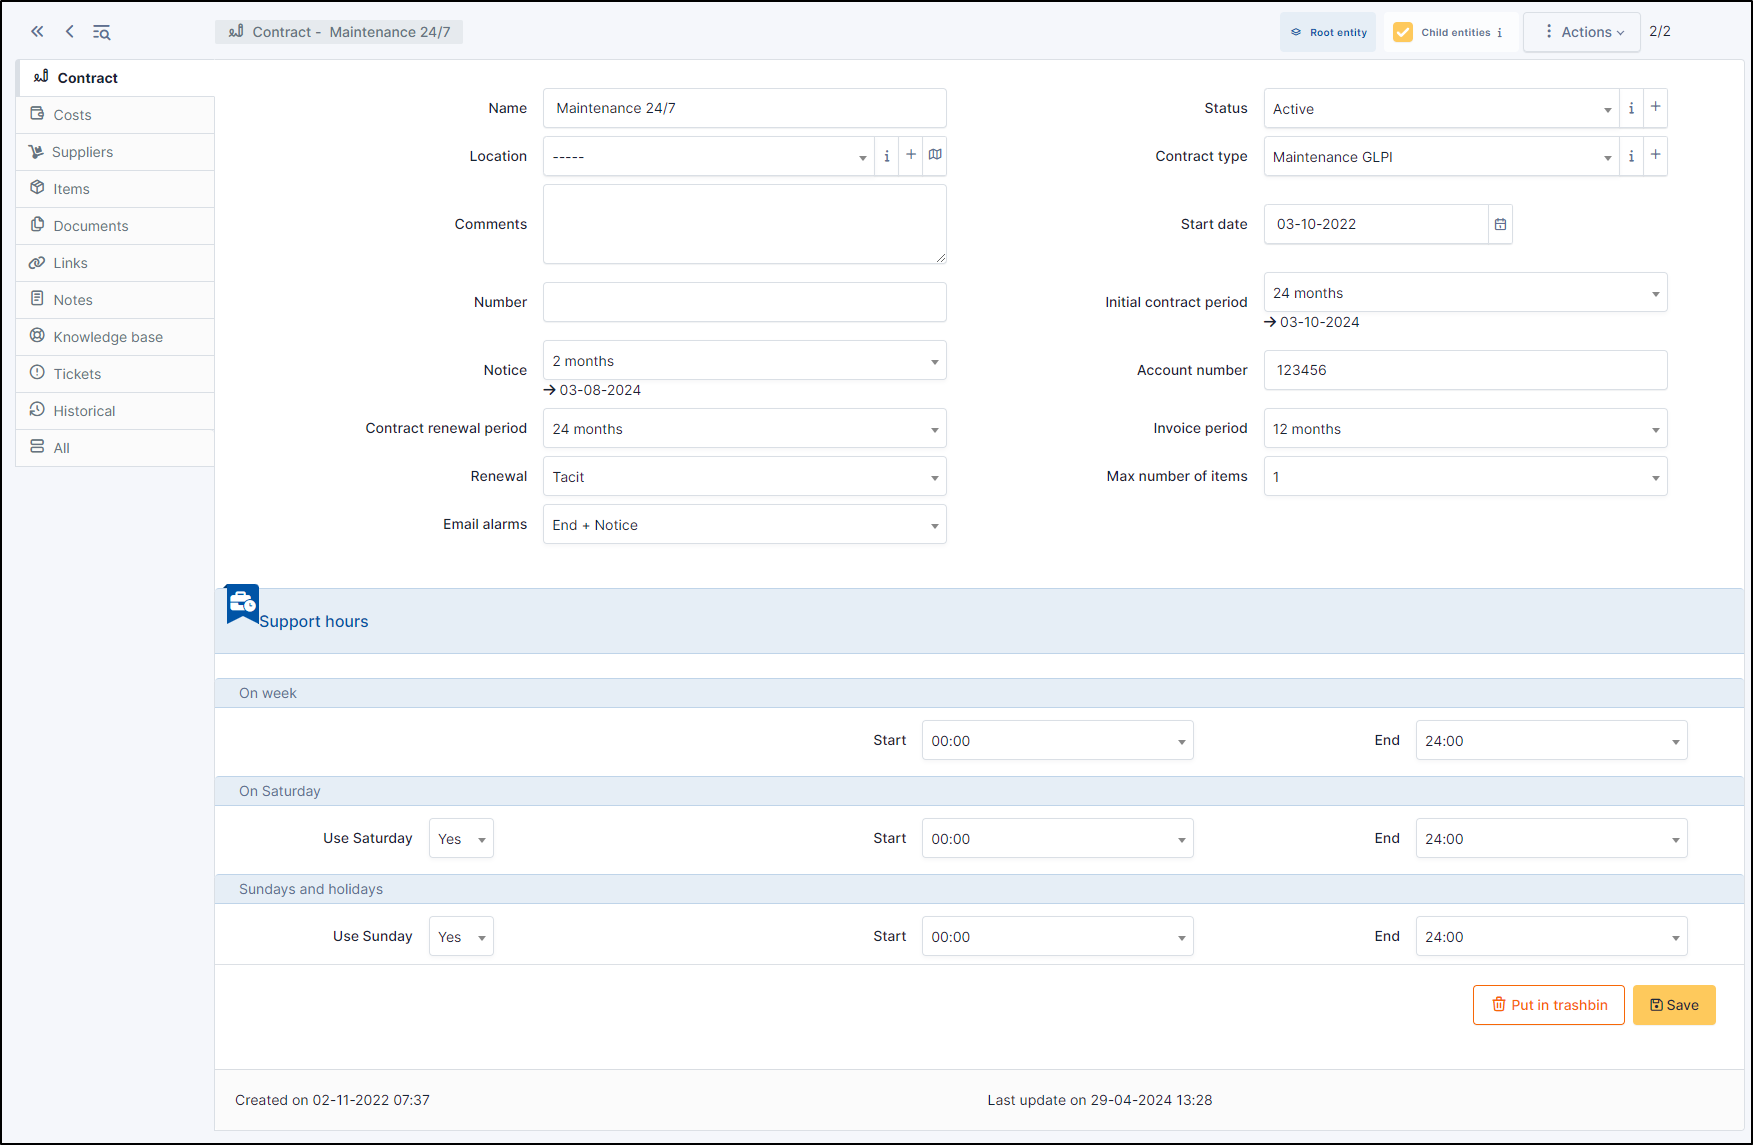 Contract - Maintenance 24/7
Root entity
Child entities i
Actions
2/2
Contract
Costs
Suppliers
Items
Documents
Links
Notes
Knowledge base
Tickets
Historical
All
Name Maintenance 24/7
Status Active
Location -----
Contract type Maintenance GLPI
Comments
Start date 03-10-2022
Number
Initial contract period 24 months
→ 03-10-2024
Notice 2 months
→ 03-08-2024
Account number 123456
Contract renewal period 24 months
Invoice period 12 months
Renewal Tacit
Max number of items 1
Email alarms End + Notice
Support hours
On week
Start 00:00 End 24:00
On Saturday
Use Saturday Yes Start 00:00 End 24:00
Sundays and holidays
Use Sunday Yes Start 00:00 End 24:00
Put in trashbin
Save
Created on 02-11-2022 07:37
Last update on 29-04-2024 13:28